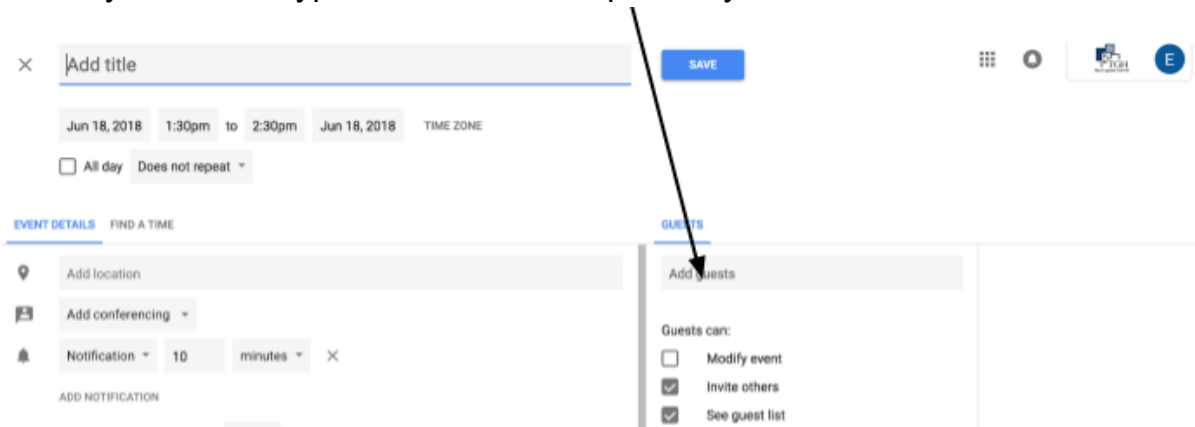 Add title
SAVE
TGH
E
Jun 18, 2018 1:30pm to 2:30pm Jun 18, 2018 TIME ZONE
All day Does not repeat
EVENT DETAILS FIND A TIME
GUESTS
Add location
Add guests
Add conferencing
Guests can:
Notification 10 minutes
Modify event
Invite others
ADD NOTIFICATION
See guest list